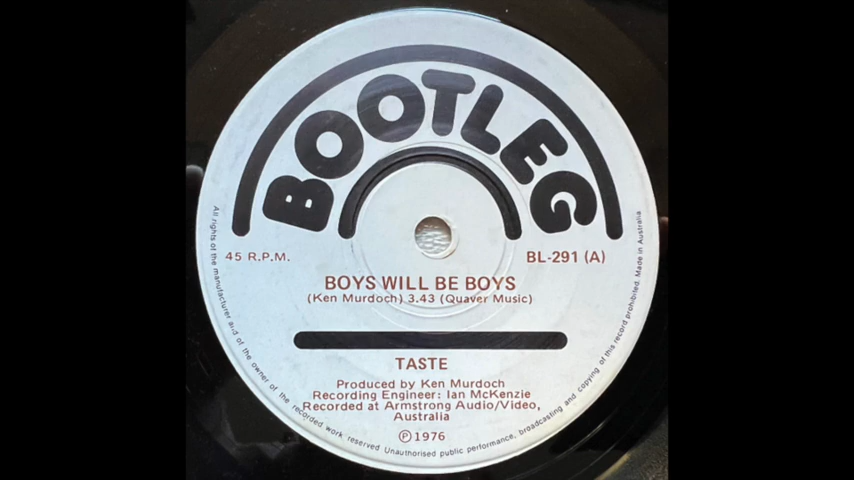 BOOTLEG
45 R.P.M.
BL-291 (A)
BOYS WILL BE BOYS
(Ken Murdoch) 3.43 (Quaver Music)
TASTE
Produced by Ken Murdoch
Recording Engineer: Ian McKenzie
Recorded at Armstrong Audio/Video,
Australia
Ⓟ 1976
All rights of the manufacturer and of the owner of the recorded work reserved Unauthorised public performance, broadcasting and copying of this record prohibited. Made in Australia